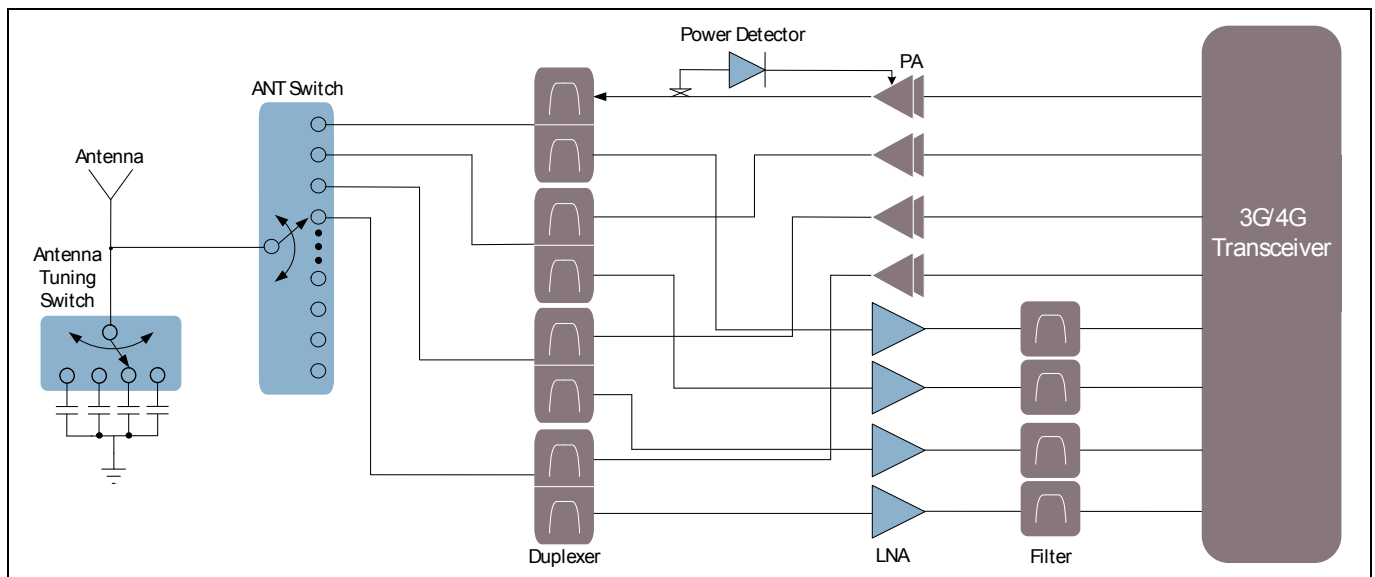 Power Detector
PA
ANT Switch
Antenna
3G/4G
Transceiver
Antenna
Tuning
Switch
Duplexer
LNA
Filter